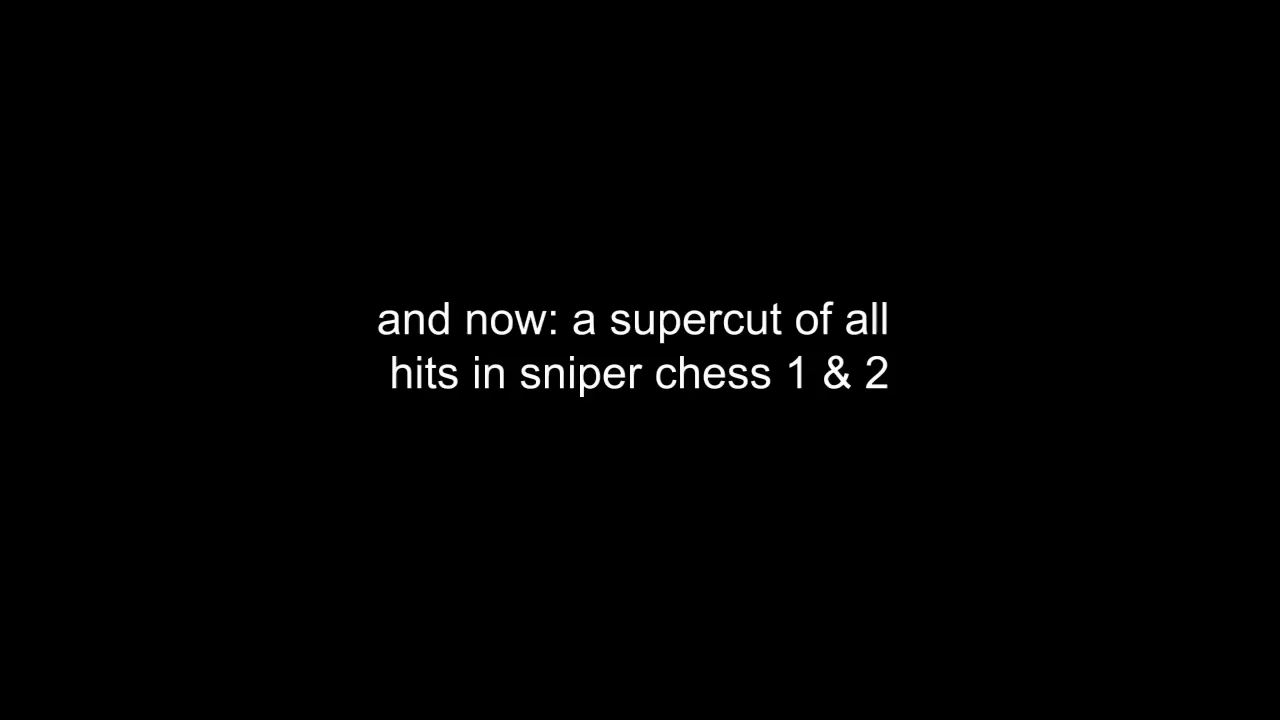 and now: a supercut of all
hits in sniper chess 1 & 2